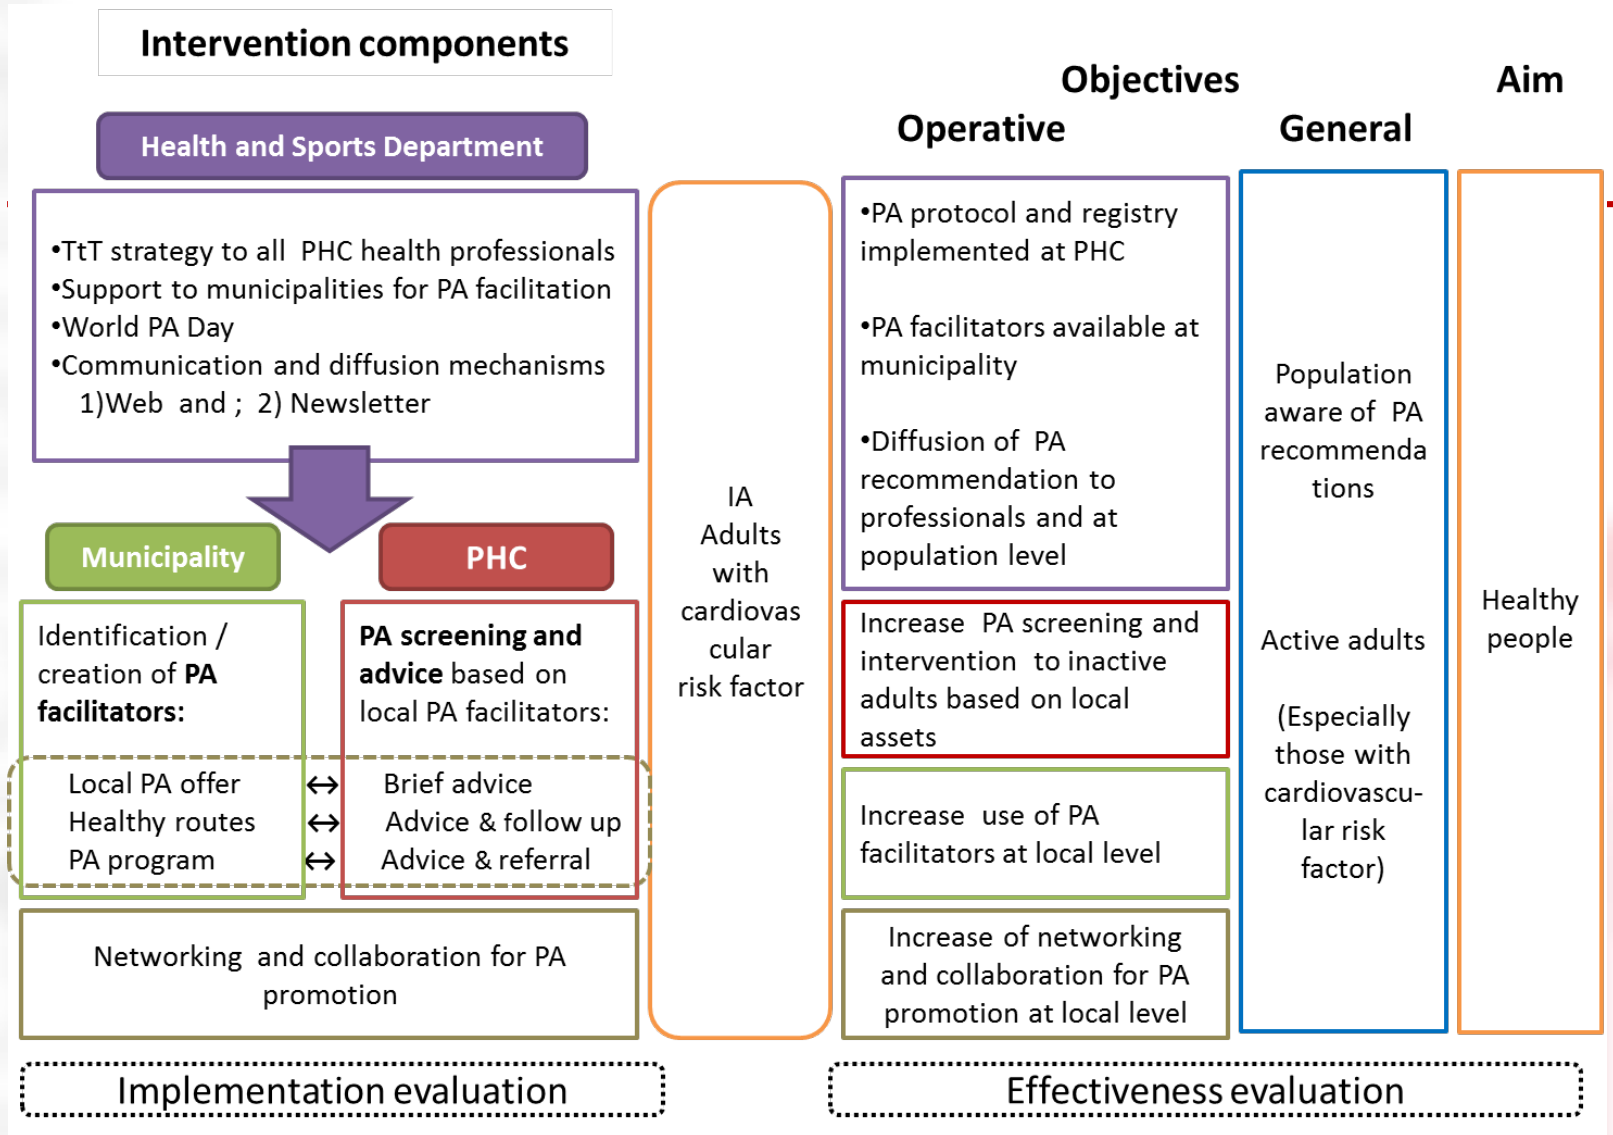 Intervention components
Objectives
Aim
Operative
General
Health and Sports Department
•TtT strategy to all PHC health professionals
•Support to municipalities for PA facilitation
•World PA Day
•Communication and diffusion mechanisms
1)Web and ; 2) Newsletter
Municipality
PHC
Identification /
creation of PA
facilitators:
PA screening and
advice based on
local PA facilitators:
Local PA offer ↔ Brief advice
Healthy routes ↔ Advice & follow up
PA program ↔ Advice & referral
Networking and collaboration for PA
promotion
IA
Adults
with
cardiovas
cular
risk factor
•PA protocol and registry
implemented at PHC
•PA facilitators available at
municipality
•Diffusion of PA
recommendation to
professionals and at
population level
Increase PA screening and
intervention to inactive
adults based on local
assets
Increase use of PA
facilitators at local level
Increase of networking
and collaboration for PA
promotion at local level
Population
aware of PA
recommenda
tions
Active adults
(Especially
those with
cardiovascu-
lar risk
factor)
Healthy
people
Implementation evaluation
Effectiveness evaluation